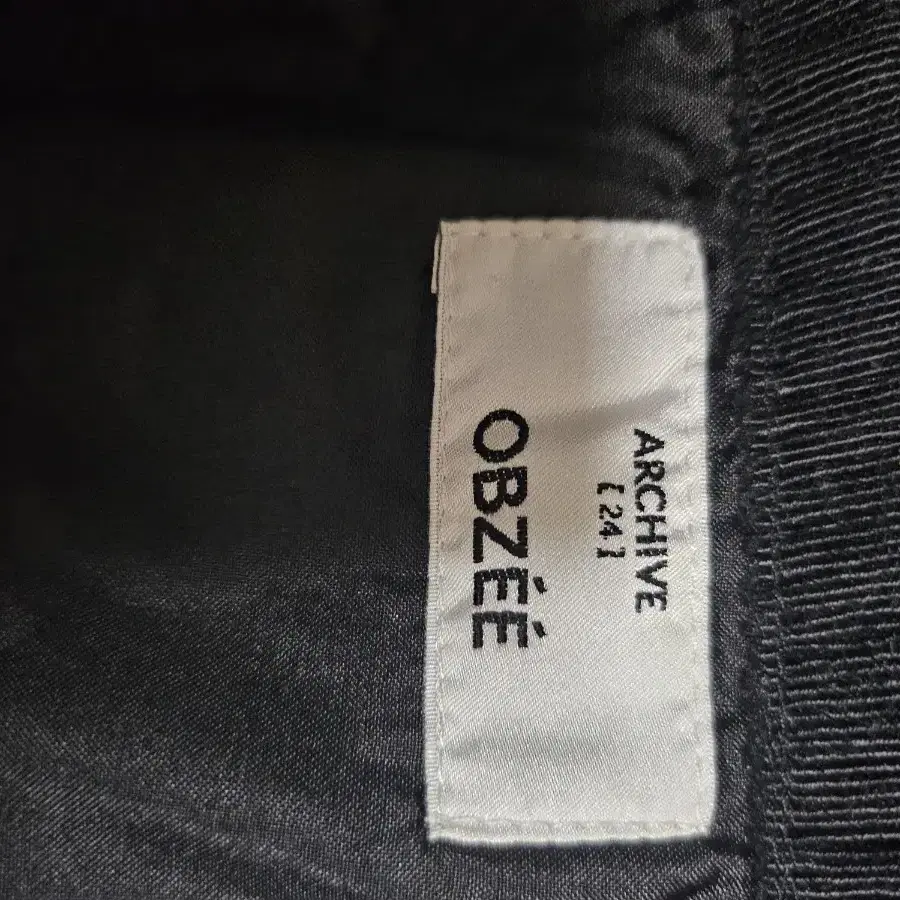 ARCHIVE
[ 24 ]
OBZÉÉ